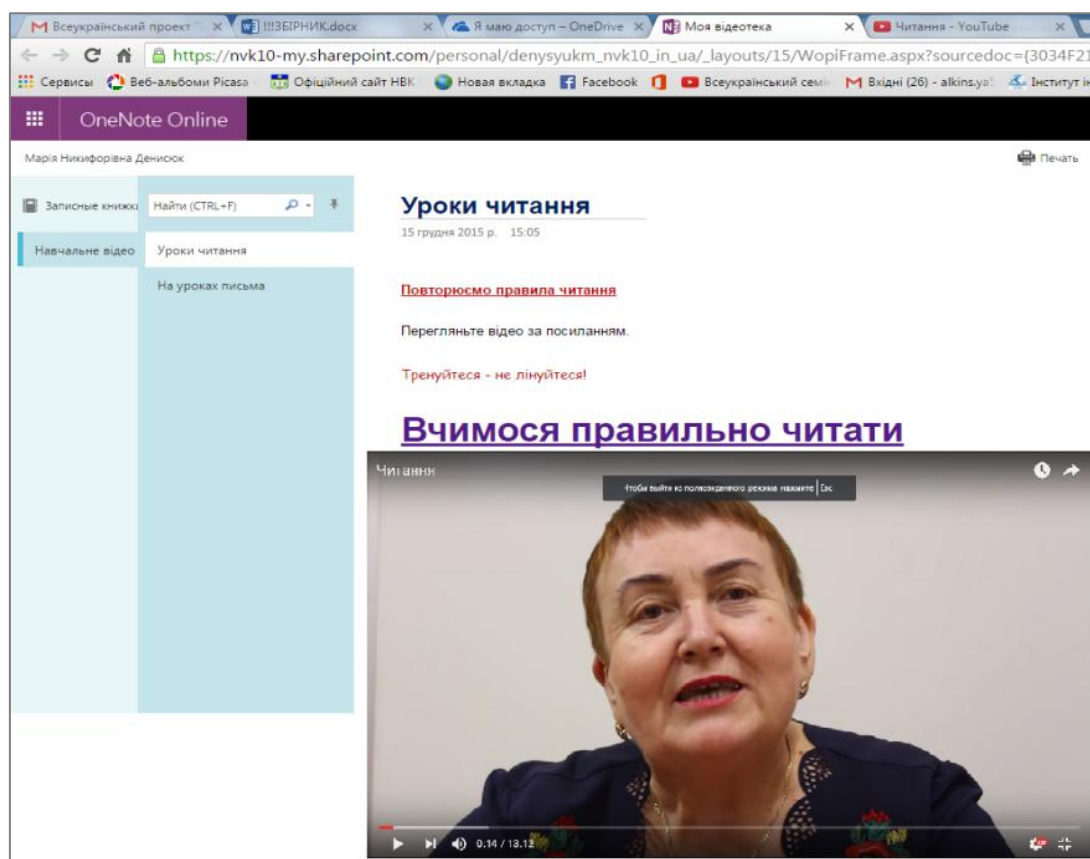 Всеукраїнський проект
!!!ЗБІРНИК.docx
Я маю доступ – OneDrive
Моя відеотека
Читання - YouTube
https://nvk10-my.sharepoint.com/personal/denysyukm_nvk10_in_ua/_layouts/15/WopiFrame.aspx?sourcedoc={3034F21
Сервисы
Веб-альбоми Picasa
Офіційний сайт НВК
Новая вкладка
Facebook
Всеукраїнський семі
Вхідні (26) - alkins.ya
Інститут ін
OneNote Online
Марія Никифорівна Денисюк
Печать
Записные книжки
Найти (CTRL+F)
Навчальне відео
Уроки читання
На уроках письма
Уроки читання
15 грудня 2015 р. 15:05
Повторюємо правила читання
Перегляньте відео за посиланням.
Тренуйтеся - не лінуйтеся!
Вчимося правильно читати
Читання
Чтобы выйти из полноэкранного режима нажмите Esc
0:14 / 13:12